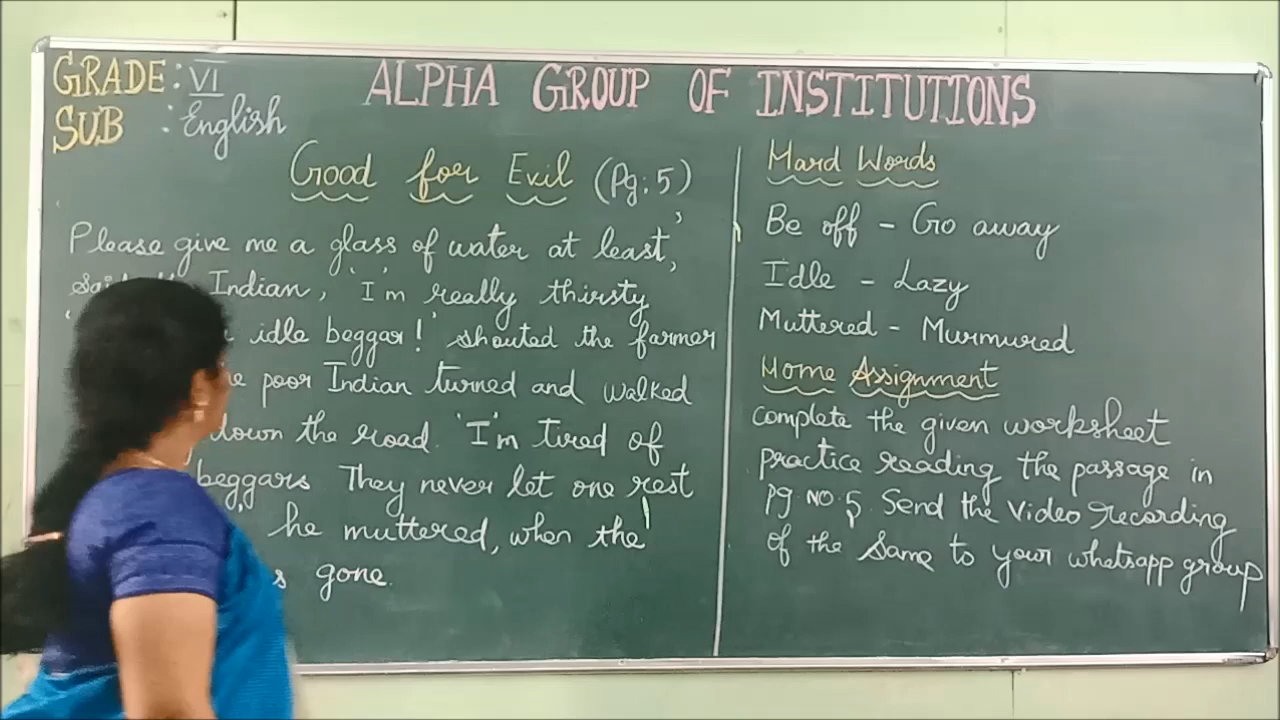 GRADE : VI
SUB : English
ALPHA GROUP OF INSTITUTIONS
Good for Evil (Pg: 5)
Please give me a glass of water at least,'
Indian, 'I'm really thirsty
idle beggar!' shouted the farmer
poor Indian turned and walked
down the road. 'I'm tired of
beggars They never let one rest
he muttered, when the
gone.
Hard Words
Be off - Go away
Idle - Lazy
Muttered - Murmured
Home Assignment
Complete the given worksheet
practice reading the passage in
pg no. 5. Send the video recording
of the same to your whatsapp group